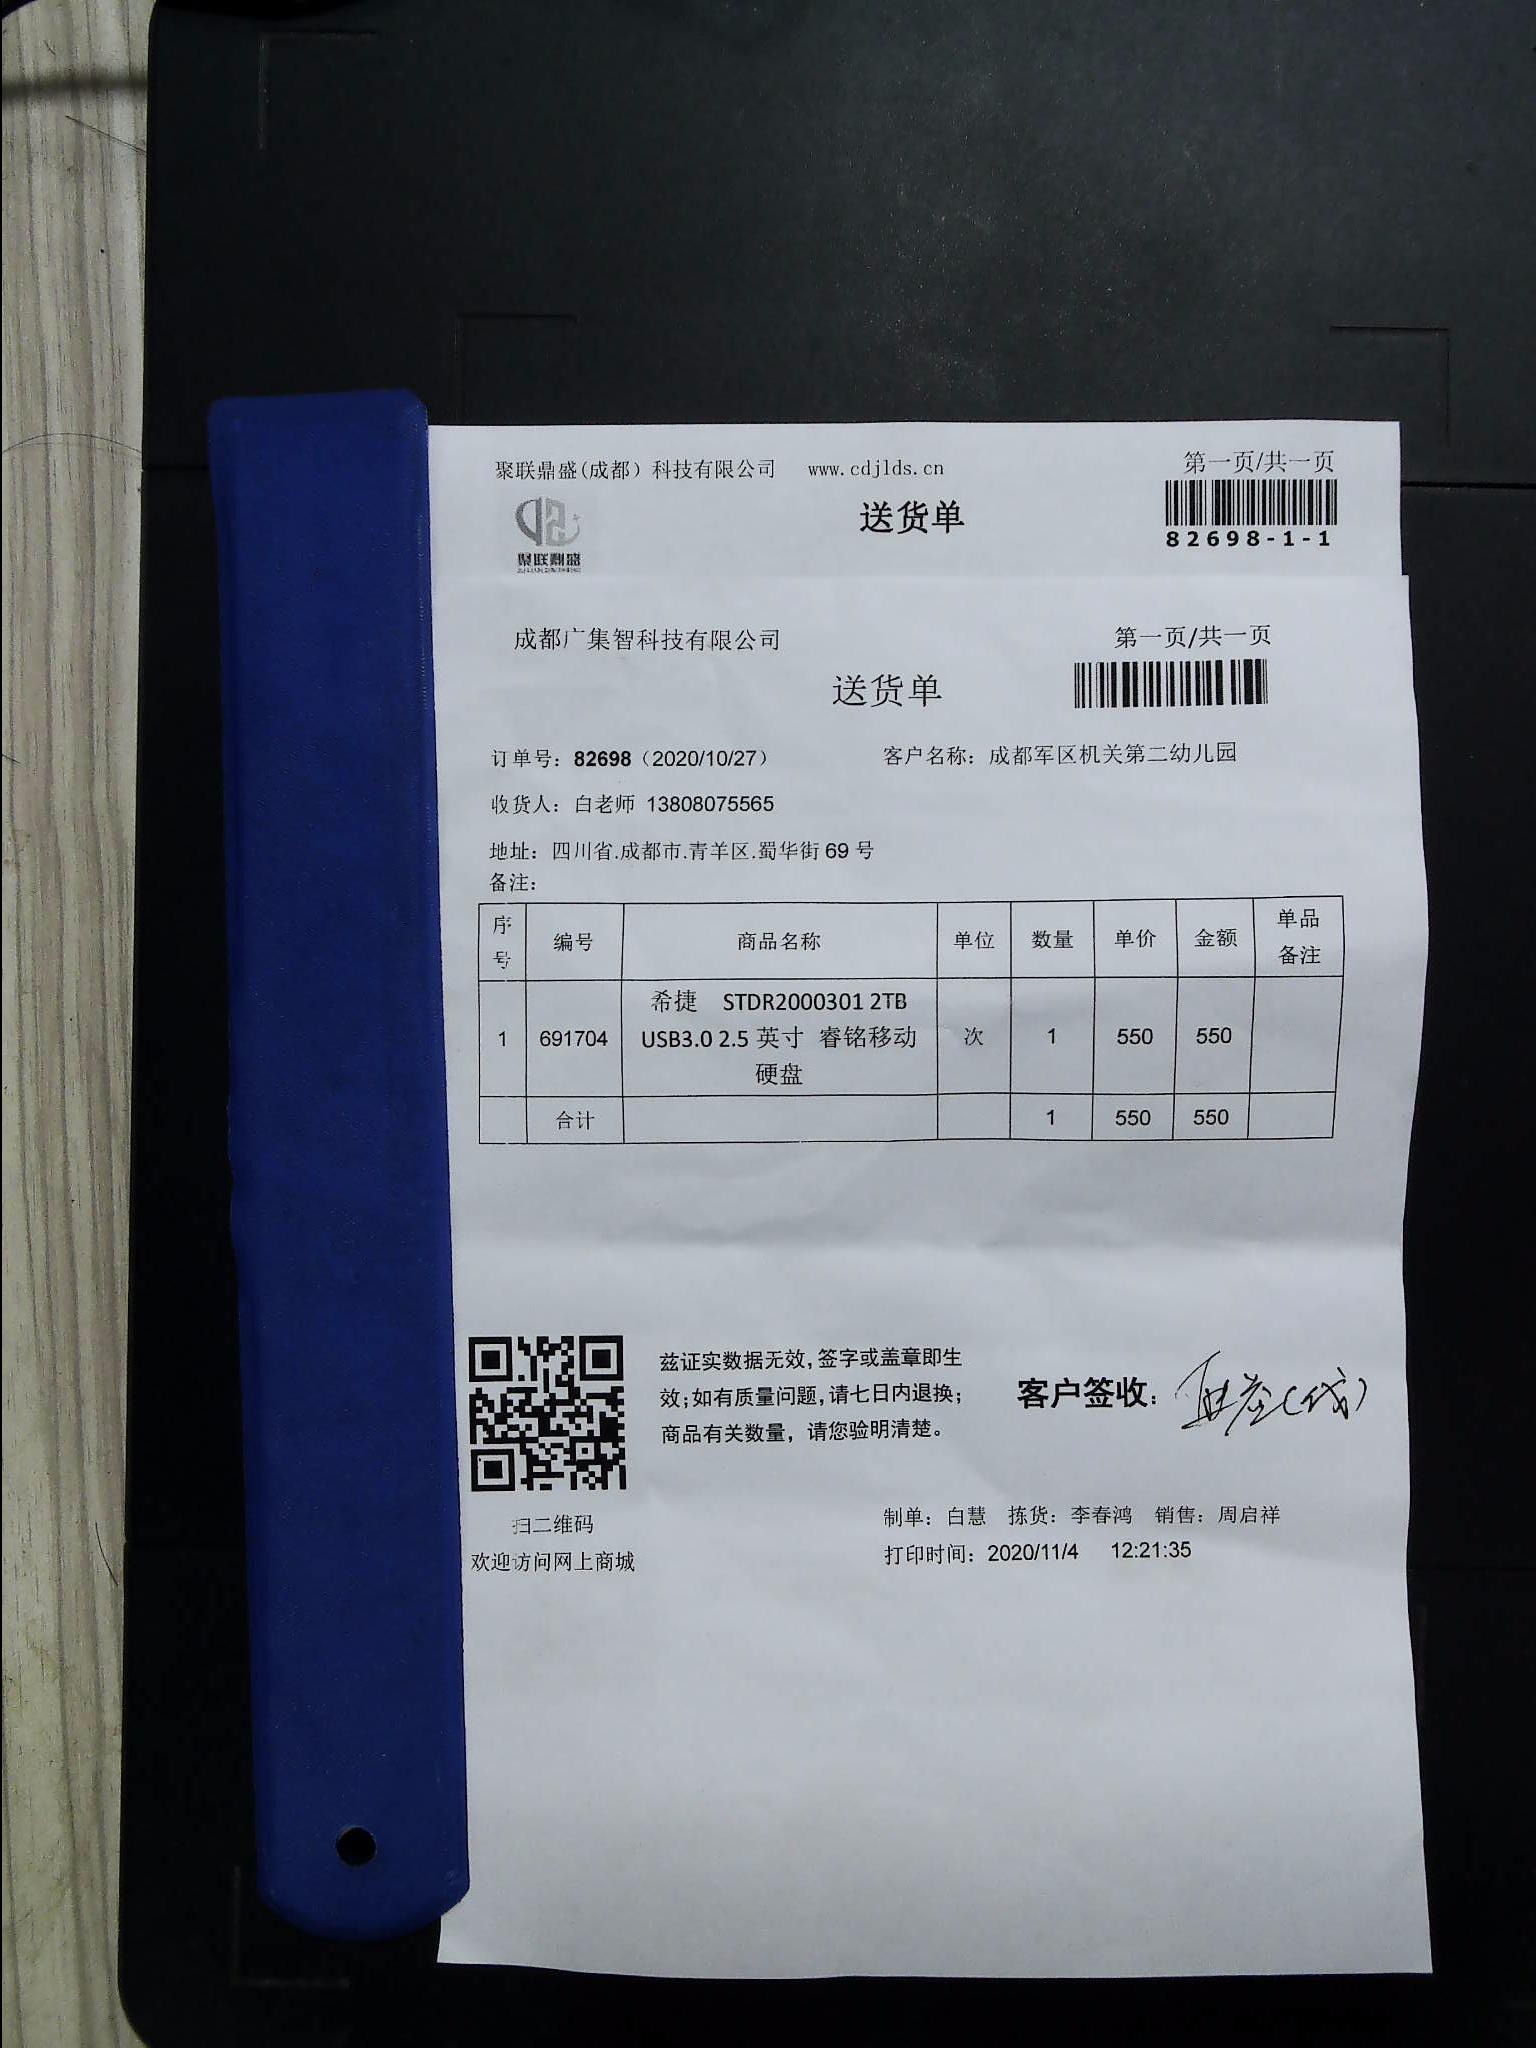 聚联鼎盛(成都)科技有限公司 www.cdjlds.cn 第一页/共一页
聚联鼎盛
送货单
82698-1-1
成都广集智科技有限公司 第一页/共一页
送货单
订单号：82698（2020/10/27） 客户名称：成都军区机关第二幼儿园
收货人：白老师 13808075565
地址：四川省.成都市.青羊区.蜀华街 69 号
备注：
序号 编号 商品名称 单位 数量 单价 金额 单品备注
1 691704 希捷 STDR2000301 2TB USB3.0 2.5 英寸 睿铭移动硬盘 次 1 550 550
合计 1 550 550
兹证实数据无效,签字或盖章即生
效;如有质量问题,请七日内退换;
商品有关数量，请您验明清楚。
客户签收：
扫二维码
欢迎访问网上商城
制单：白慧 拣货：李春鸿 销售：周启祥
打印时间：2020/11/4 12:21:35